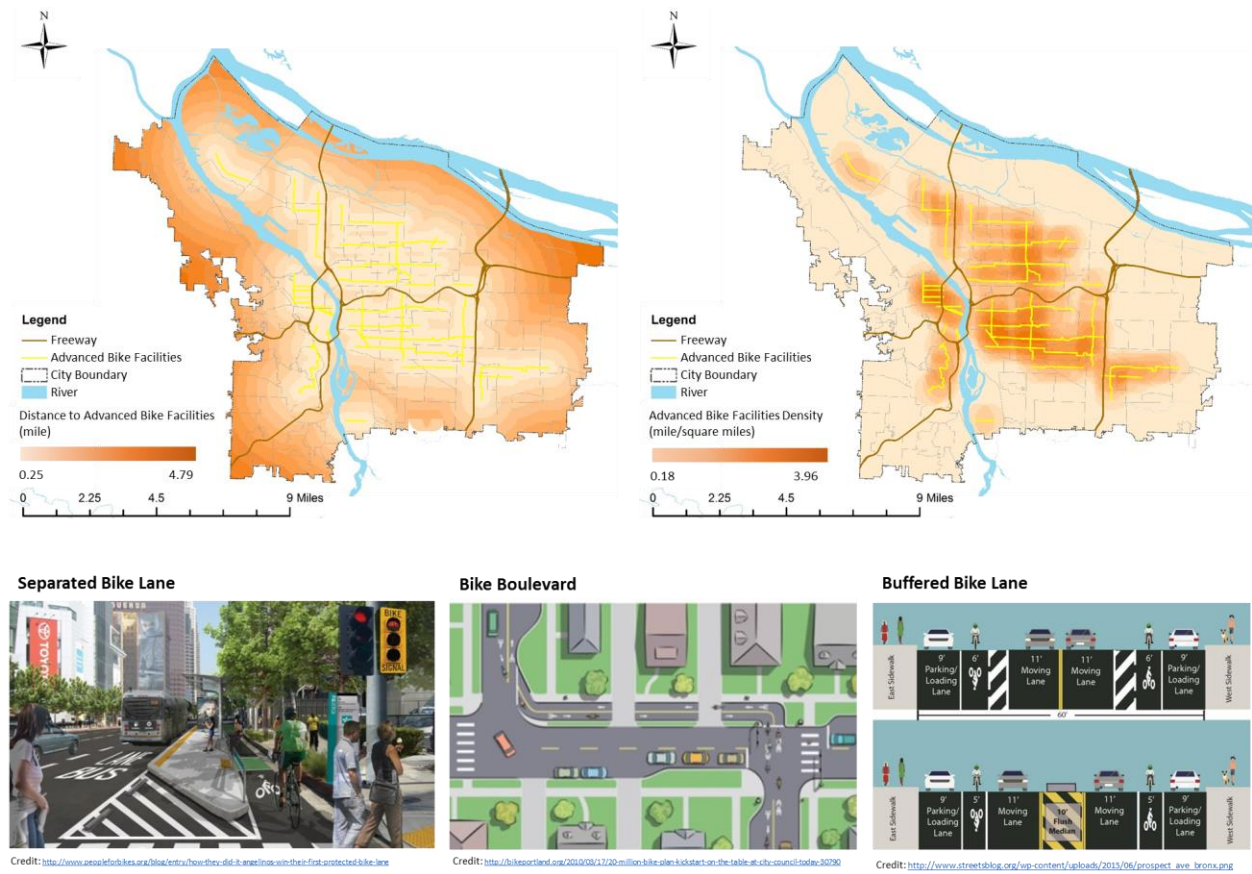 N
Legend
Freeway
Advanced Bike Facilities
City Boundary
River
Distance to Advanced Bike Facilities
(mile)
0.25 4.79
0 2.25 4.5 9 Miles
N
Legend
Freeway
Advanced Bike Facilities
City Boundary
River
Advanced Bike Facilities Density
(mile/square miles)
0.18 3.96
0 2.25 4.5 9 Miles
Separated Bike Lane
TOYO
LANE
BUS
BIKE
SIGNAL
Credit: http://www.peopleforbikes.org/blog/entry/how-they-did-it-angelinos-win-their-first-protected-bike-lane
Bike Boulevard
Credit: http://bikeportland.org/2010/03/17/20-million-bike-plan-kickstart-on-the-table-at-city-council-today-30790
Buffered Bike Lane
East Sidewalk
9' Parking/ Loading Lane
6'
11' Moving Lane
11' Moving Lane
6'
9' Parking/ Loading Lane
West Sidewalk
60'
East Sidewalk
9' Parking/ Loading Lane
5'
11' Moving Lane
10' Flush Median
11' Moving Lane
5'
9' Parking/ Loading Lane
West Sidewalk
Credit: http://www.streetsblog.org/wp-content/uploads/2015/06/prospect_ave_bronx.png